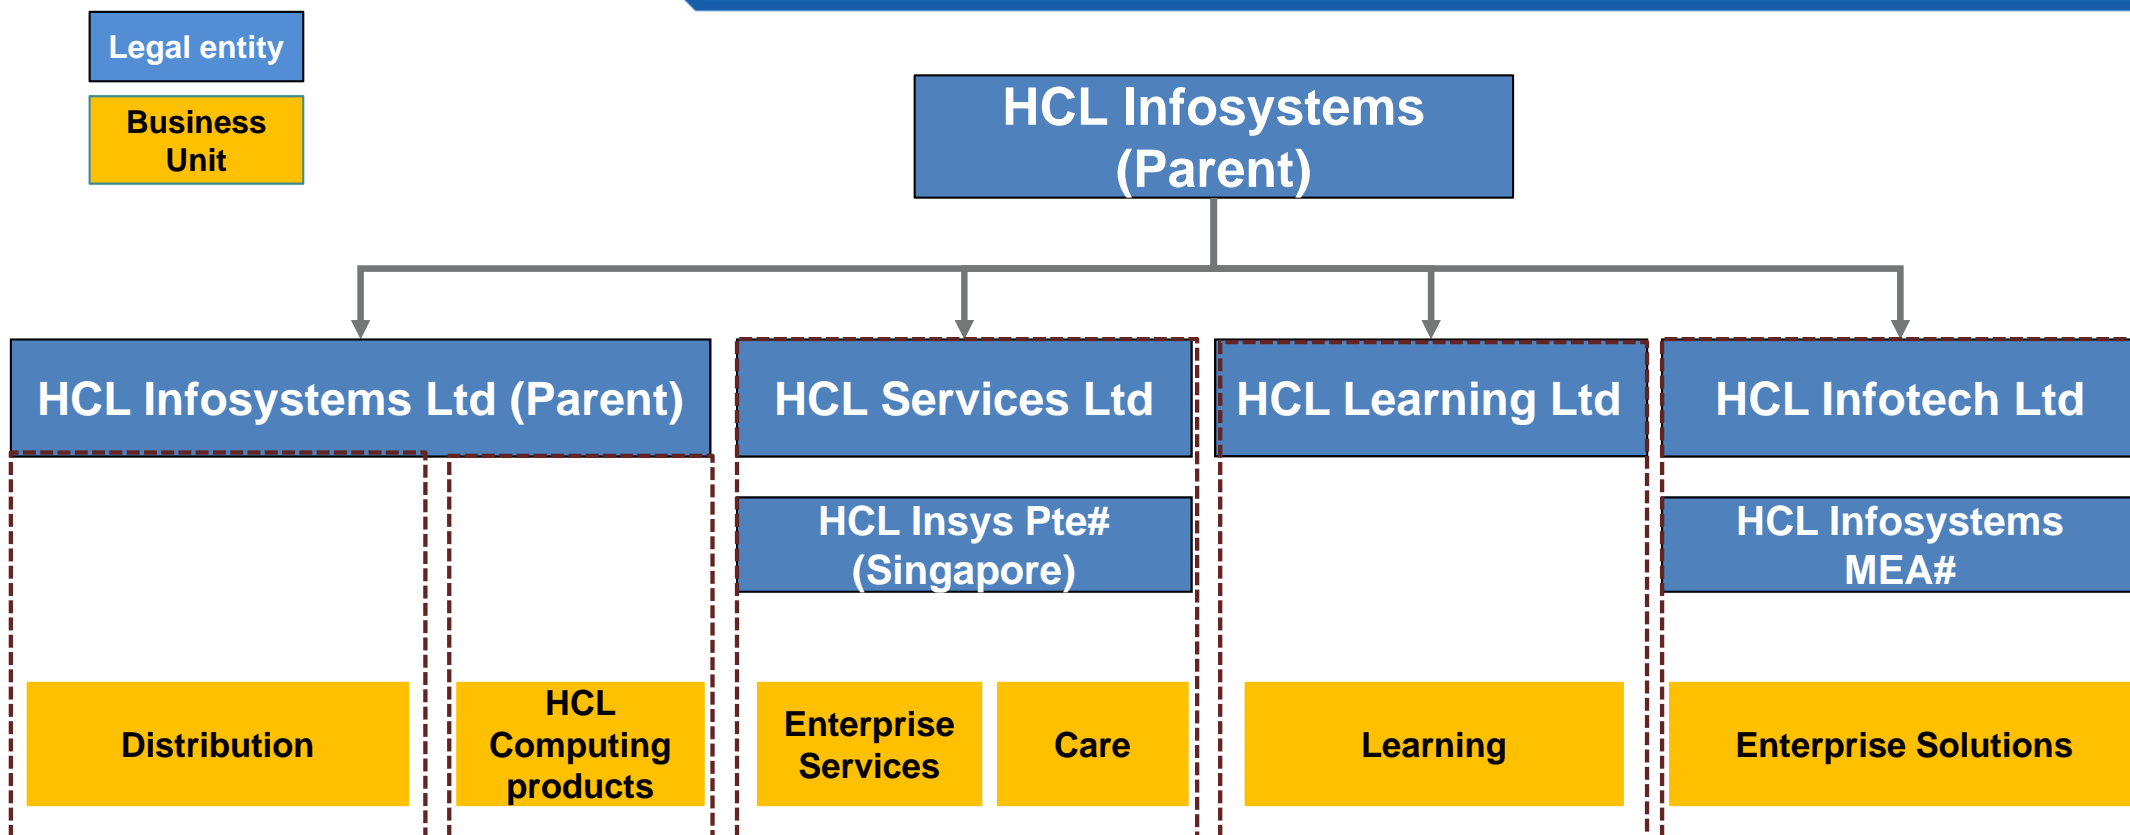 Legal entity
Business
Unit
HCL Infosystems
(Parent)
HCL Infosystems Ltd (Parent)
HCL Services Ltd
HCL Learning Ltd
HCL Infotech Ltd
HCL Insys Pte#
(Singapore)
HCL Infosystems
MEA#
Distribution
HCL
Computing
products
Enterprise
Services
Care
Learning
Enterprise Solutions